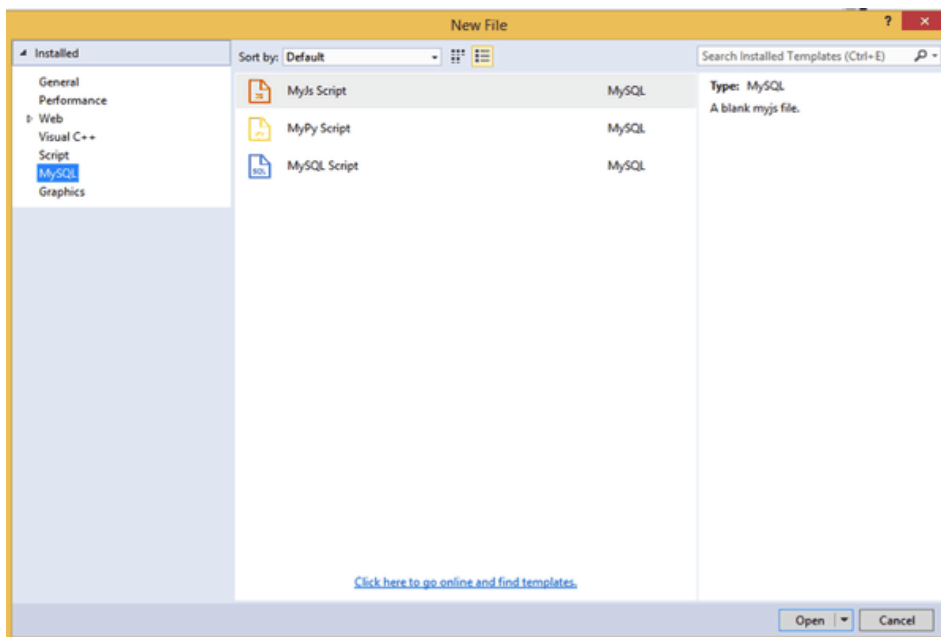 New File
?
Installed
General
Performance
Web
Visual C++
Script
MySQL
Graphics
Sort by: Default
MyJs Script MySQL
MyPy Script MySQL
SQL
MySQL Script MySQL
Click here to go online and find templates.
Search Installed Templates (Ctrl+E)
Type: MySQL
A blank myjs file.
Open
Cancel